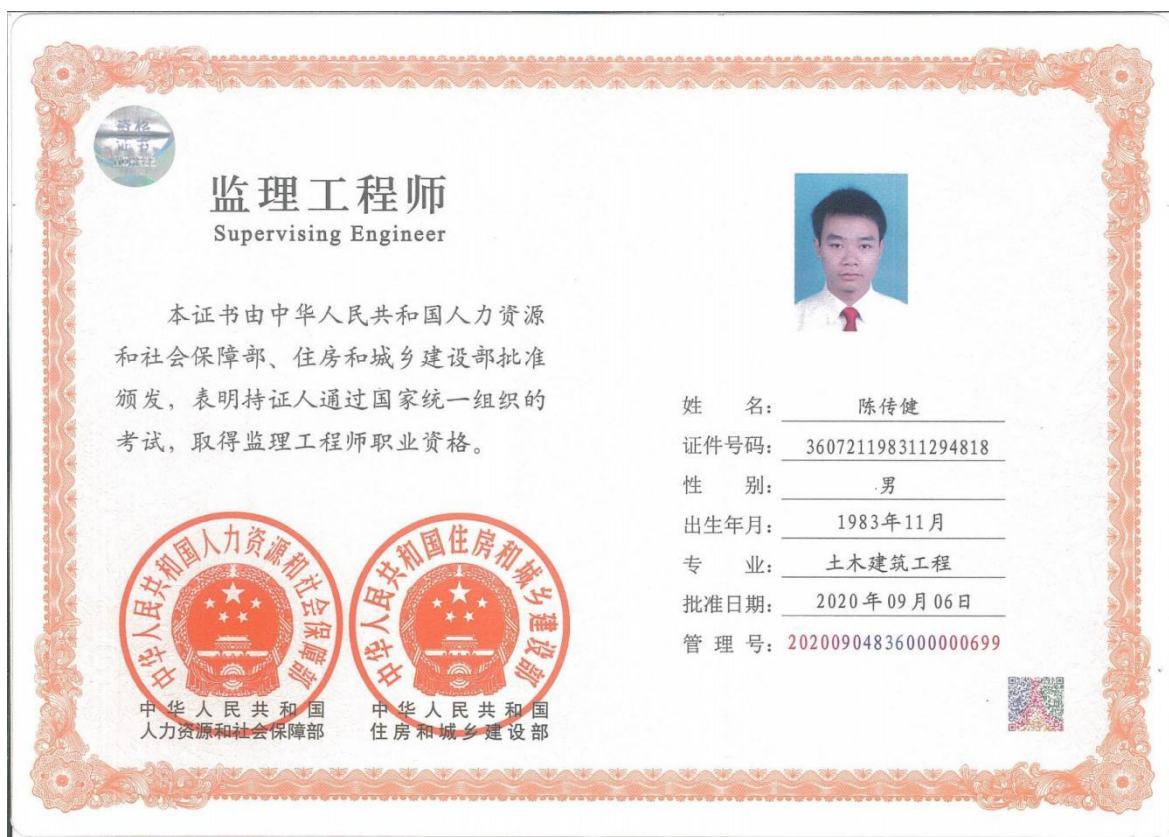 资格
证书
监理工程师
Supervising Engineer
本证书由中华人民共和国人力资源
和社会保障部、住房和城乡建设部批准
颁发，表明持证人通过国家统一组织的
考试，取得监理工程师职业资格。
姓 名： 陈传健
证件号码： 360721198311294818
性 别： 男
出生年月： 1983年11月
专 业： 土木建筑工程
批准日期： 2020年09月06日
管 理 号： 20200904836000000699
中华人民共和国人力资源和社会保障部
中华人民共和国住房和城乡建设部
中华人民共和国
人力资源和社会保障部
中华人民共和国
住房和城乡建设部